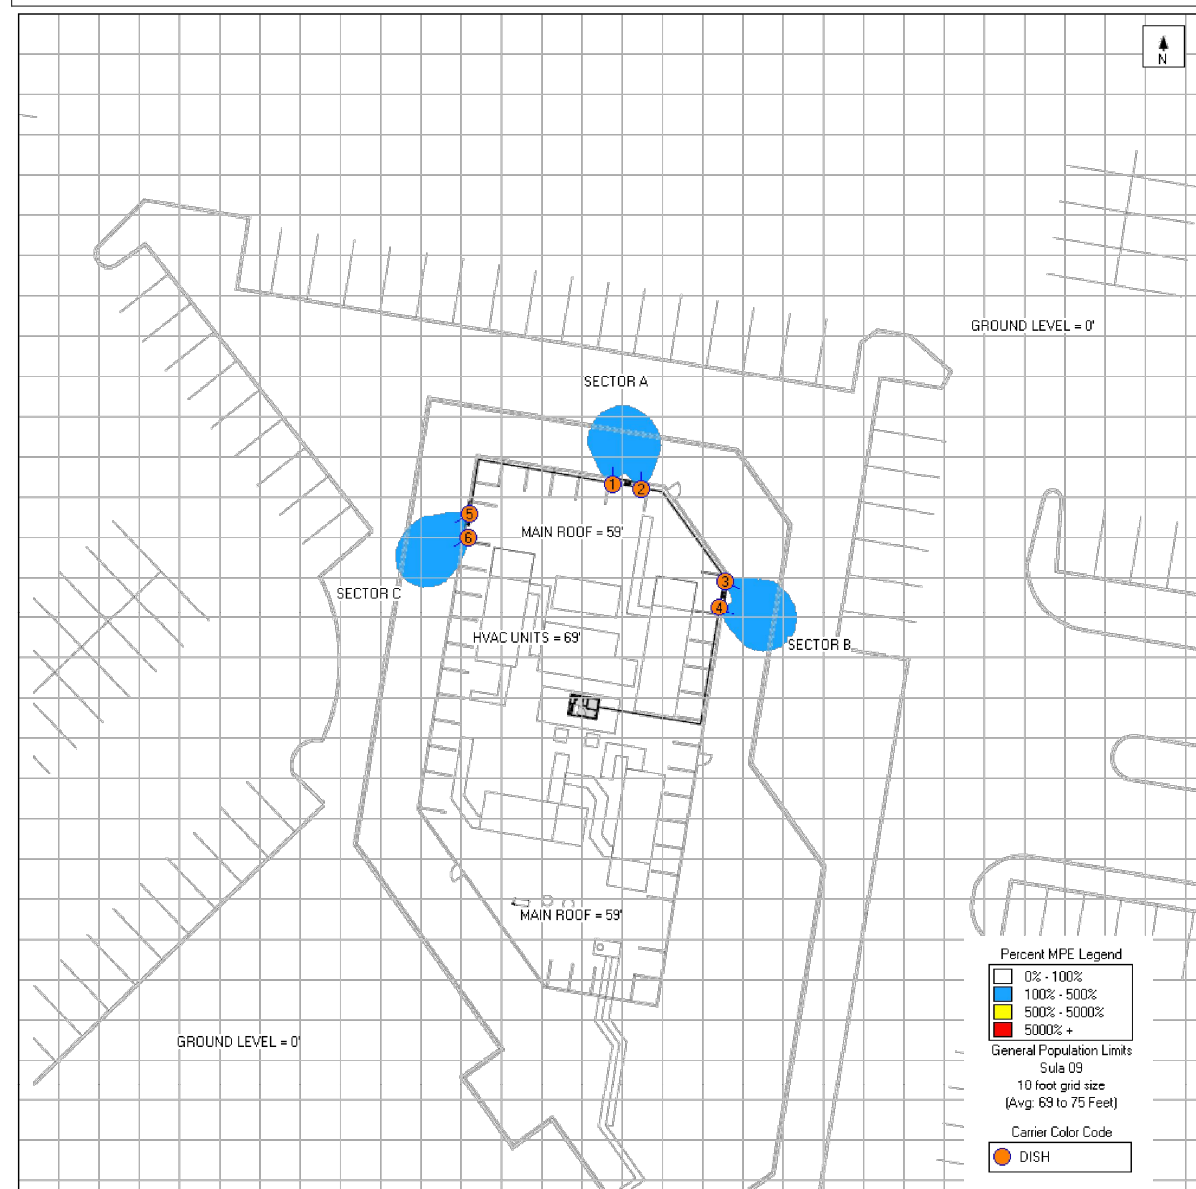 N
GROUND LEVEL = 0'
SECTOR A
1
2
5
MAIN ROOF = 59'
6
3
SECTOR C
4
HVAC UNITS = 69'
SECTOR B
MAIN ROOF = 59'
GROUND LEVEL = 0'
Percent MPE Legend
0% - 100%
100% - 500%
500% - 5000%
5000% +
General Population Limits
Sula 09
10 foot grid size
(Avg: 69 to 75 Feet)
Carrier Color Code
DISH